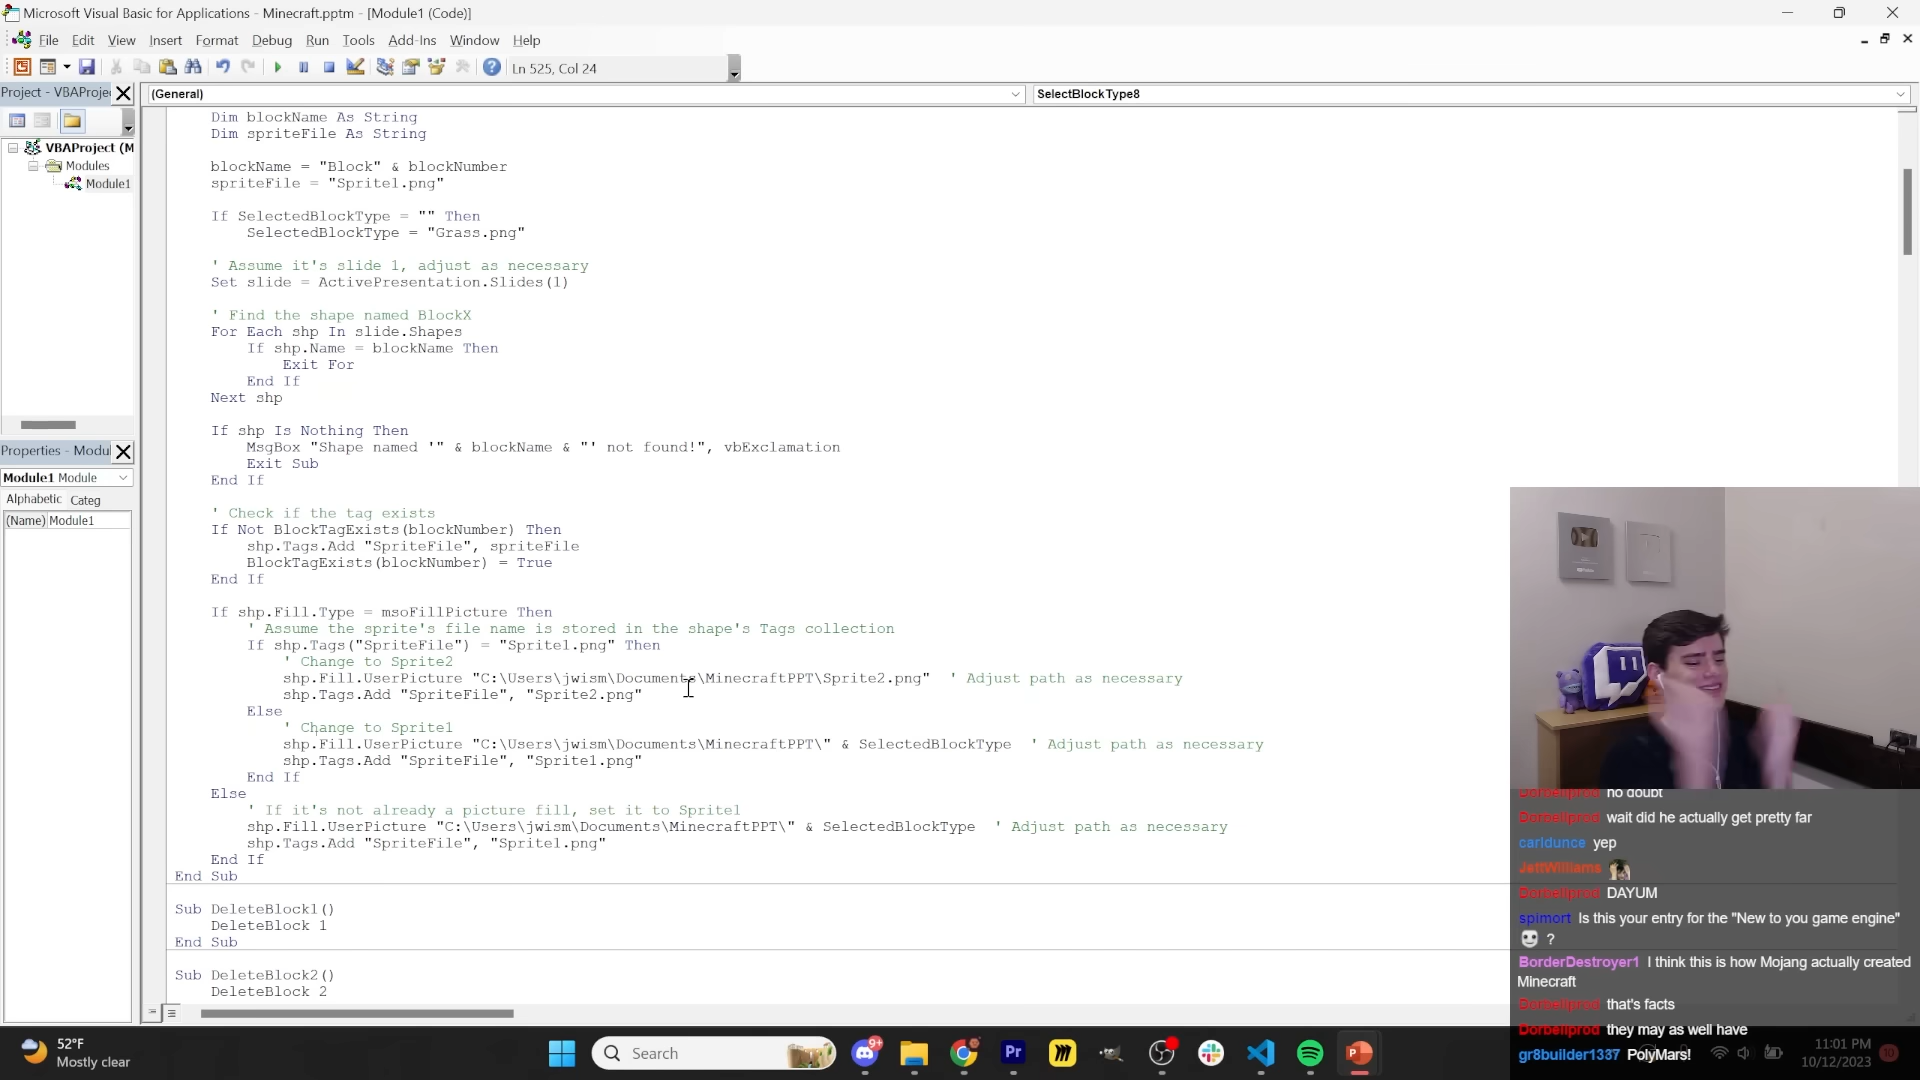 Microsoft Visual Basic for Applications - Minecraft.pptm - [Module1 (Code)]
File Edit View Insert Format Debug Run Tools Add-Ins Window Help
Ln 525, Col 24
Project - VBAProje
(General)
SelectBlockType8
VBAProject (M
Modules
Module1
Properties - Modul
Module1 Module
Alphabetic Categ
(Name) Module1
Dim blockName As String
Dim spriteFile As String
blockName = "Block" & blockNumber
spriteFile = "Sprite1.png"
If SelectedBlockType = "" Then
SelectedBlockType = "Grass.png"
' Assume it's slide 1, adjust as necessary
Set slide = ActivePresentation.Slides(1)
' Find the shape named BlockX
For Each shp In slide.Shapes
If shp.Name = blockName Then
Exit For
End If
Next shp
If shp Is Nothing Then
MsgBox "Shape named '" & blockName & "' not found!", vbExclamation
Exit Sub
End If
' Check if the tag exists
If Not BlockTagExists(blockNumber) Then
shp.Tags.Add "SpriteFile", spriteFile
BlockTagExists(blockNumber) = True
End If
If shp.Fill.Type = msoFillPicture Then
' Assume the sprite's file name is stored in the shape's Tags collection
If shp.Tags("SpriteFile") = "Sprite1.png" Then
' Change to Sprite2
shp.Fill.UserPicture "C:\Users\jwism\Documents\MinecraftPPT\Sprite2.png" ' Adjust path as necessary
shp.Tags.Add "SpriteFile", "Sprite2.png"
Else
' Change to Sprite1
shp.Fill.UserPicture "C:\Users\jwism\Documents\MinecraftPPT\" & SelectedBlockType ' Adjust path as necessary
shp.Tags.Add "SpriteFile", "Sprite1.png"
End If
Else
' If it's not already a picture fill, set it to Sprite1
shp.Fill.UserPicture "C:\Users\jwism\Documents\MinecraftPPT\" & SelectedBlockType ' Adjust path as necessary
shp.Tags.Add "SpriteFile", "Sprite1.png"
End If
End Sub
Sub DeleteBlock1()
DeleteBlock 1
End Sub
Sub DeleteBlock2()
DeleteBlock 2
Dorbellprod no doubt
Dorbellprod wait did he actually get pretty far
carldunce yep
JeffWilliams
Dorbellprod DAYUM
spimort Is this your entry for the "New to you game engine"
?
BorderDestroyer1 I think this is how Mojang actually created
Minecraft
Dorbellprod that's facts
Dorbellprod they may as well have
gr8builder1337 PolyMars!
52°F
Mostly clear
Search
9+
Pr
11:01 PM
10/12/2023
10